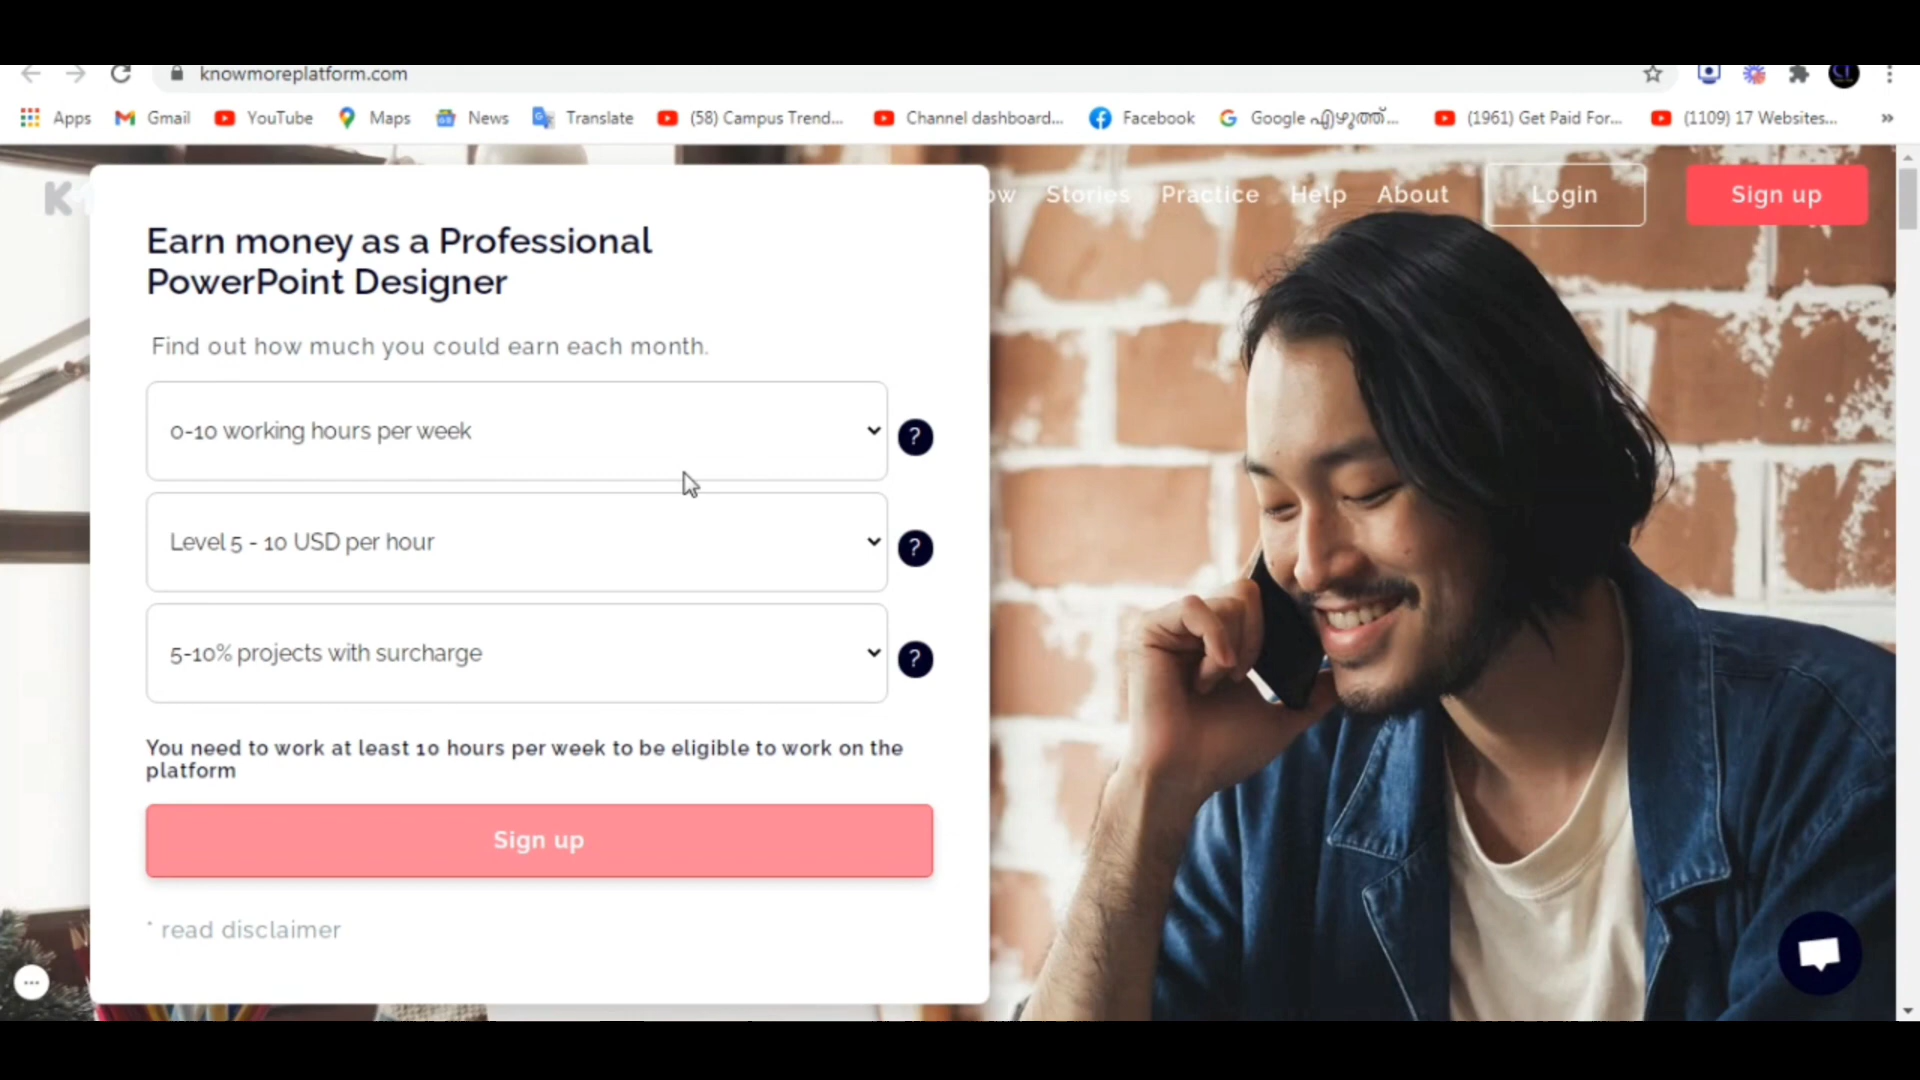 knowmoreplatform.com
Apps Gmail YouTube Maps News Translate (58) Campus Trend... Channel dashboard... Facebook Google എഴുത്ത്... (1961) Get Paid For... (1109) 17 Websites... »
Stories Practice Help About Login Sign up
Earn money as a Professional
PowerPoint Designer
Find out how much you could earn each month.
0-10 working hours per week
?
Level 5 - 10 USD per hour
?
5-10% projects with surcharge
?
You need to work at least 10 hours per week to be eligible to work on the
platform
Sign up
* read disclaimer